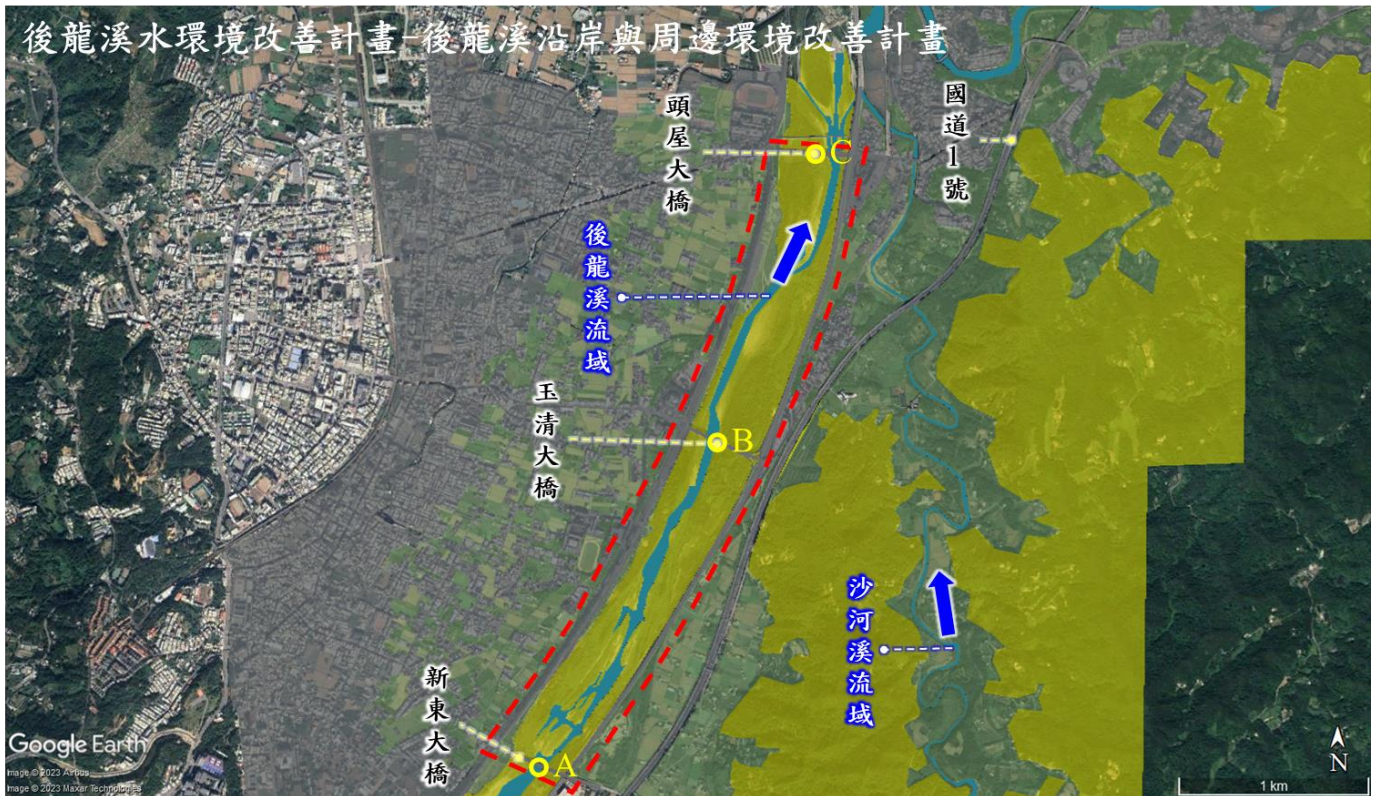 後龍溪水環境改善計畫-後龍溪沿岸與周邊環境改善計畫
頭屋大橋
C
國道1號
後龍溪流域
玉清大橋
B
沙河溪流域
新東大橋
A
Google Earth
Image © 2023 Airbus
Image © 2023 Maxar Technologies
N
1 km